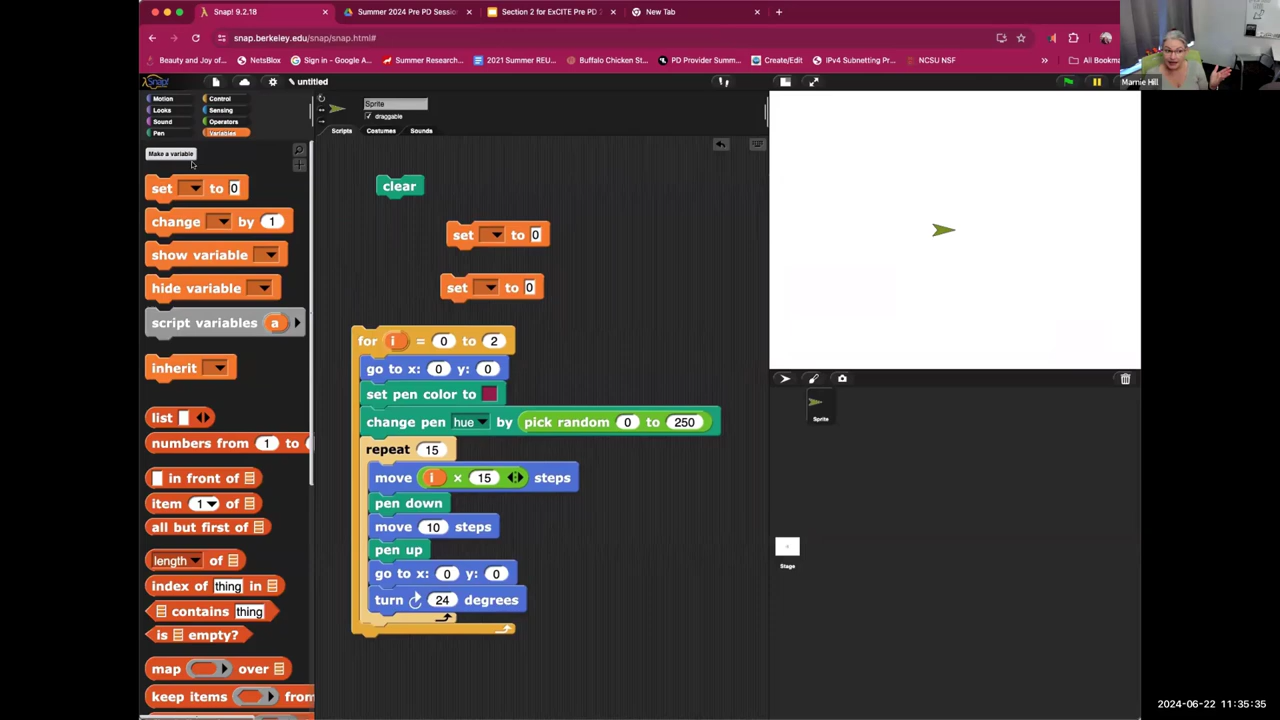 Snap! 9.2.18
Summer 2024 Pre PD Sessi
Section 2 for ExCITE Pre PD 2
New Tab
snap.berkeley.edu/snap/snap.html#
Beauty and Joy of...
NetsBlox
Sign in - Google A...
Summer Research...
2021 Summer REU...
Buffalo Chicken St...
PD Provider Summ...
Create/Edit
IPv4 Subnetting Pr...
NCSU NSF
All Bookma
Marnie Hill
Snap!
untitled
Motion
Control
Looks
Sensing
Sound
Operators
Pen
Variables
Make a variable
set to 0
change by 1
show variable
hide variable
script variables a
inherit
list
numbers from 1 to
in front of
item 1 of
all but first of
length of
index of thing in
contains thing
is empty?
map over
keep items from
Sprite
draggable
Scripts
Costumes
Sounds
clear
set to 0
set to 0
for i = 0 to 2
go to x: 0 y: 0
set pen color to
change pen hue by pick random 0 to 250
repeat 15
move i × 15 steps
pen down
move 10 steps
pen up
go to x: 0 y: 0
turn 24 degrees
Sprite
Stage
2024-06-22 11:35:35